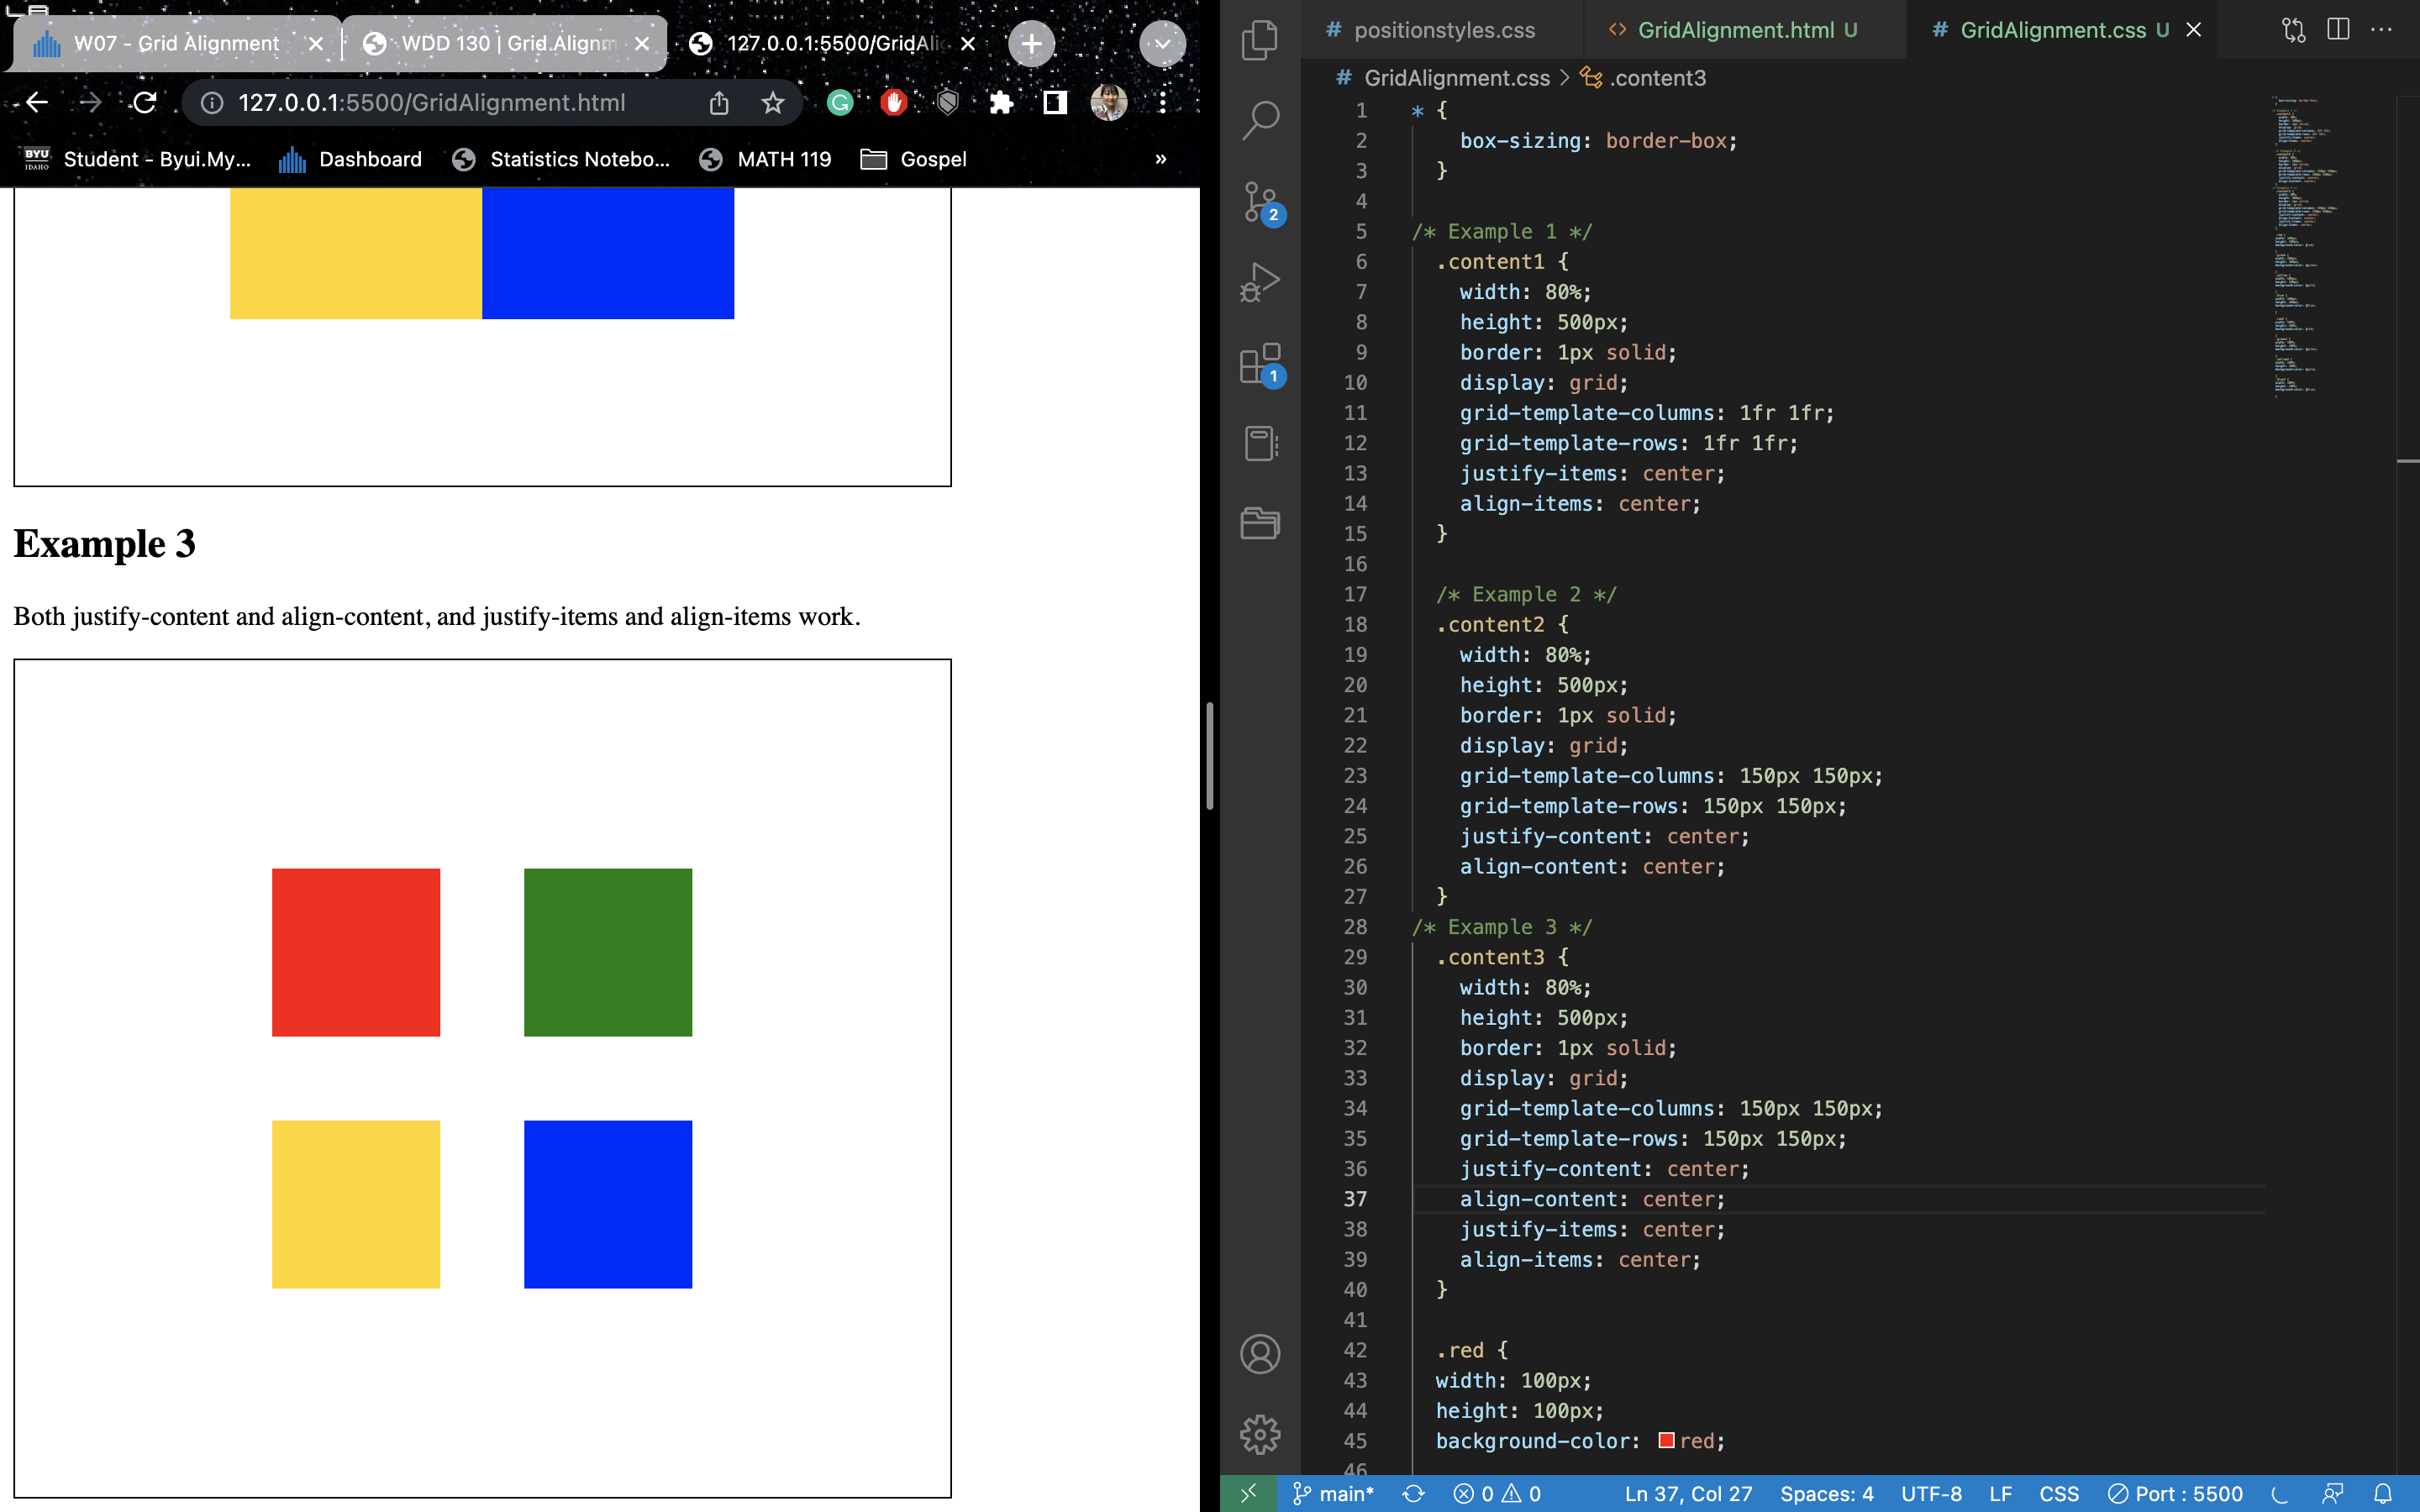 W07 - Grid Alignment
WDD 130 | Grid Alignm
127.0.0.1:5500/GridAli
127.0.0.1:5500/GridAlignment.html
BYU IDAHO Student - Byui.My...
Dashboard
Statistics Notebo...
MATH 119
Gospel
»
Example 3
Both justify-content and align-content, and justify-items and align-items work.
# positionstyles.css
<> GridAlignment.html U
# GridAlignment.css U
# GridAlignment.css > .content3
1 * {
2 box-sizing: border-box;
3 }
4
5 /* Example 1 */
6 .content1 {
7 width: 80%;
8 height: 500px;
9 border: 1px solid;
10 display: grid;
11 grid-template-columns: 1fr 1fr;
12 grid-template-rows: 1fr 1fr;
13 justify-items: center;
14 align-items: center;
15 }
16
17 /* Example 2 */
18 .content2 {
19 width: 80%;
20 height: 500px;
21 border: 1px solid;
22 display: grid;
23 grid-template-columns: 150px 150px;
24 grid-template-rows: 150px 150px;
25 justify-content: center;
26 align-content: center;
27 }
28 /* Example 3 */
29 .content3 {
30 width: 80%;
31 height: 500px;
32 border: 1px solid;
33 display: grid;
34 grid-template-columns: 150px 150px;
35 grid-template-rows: 150px 150px;
36 justify-content: center;
37 align-content: center;
38 justify-items: center;
39 align-items: center;
40 }
41
42 .red {
43 width: 100px;
44 height: 100px;
45 background-color: red;
46
2
1
main*
0 0
Ln 37, Col 27
Spaces: 4
UTF-8
LF
CSS
Port : 5500